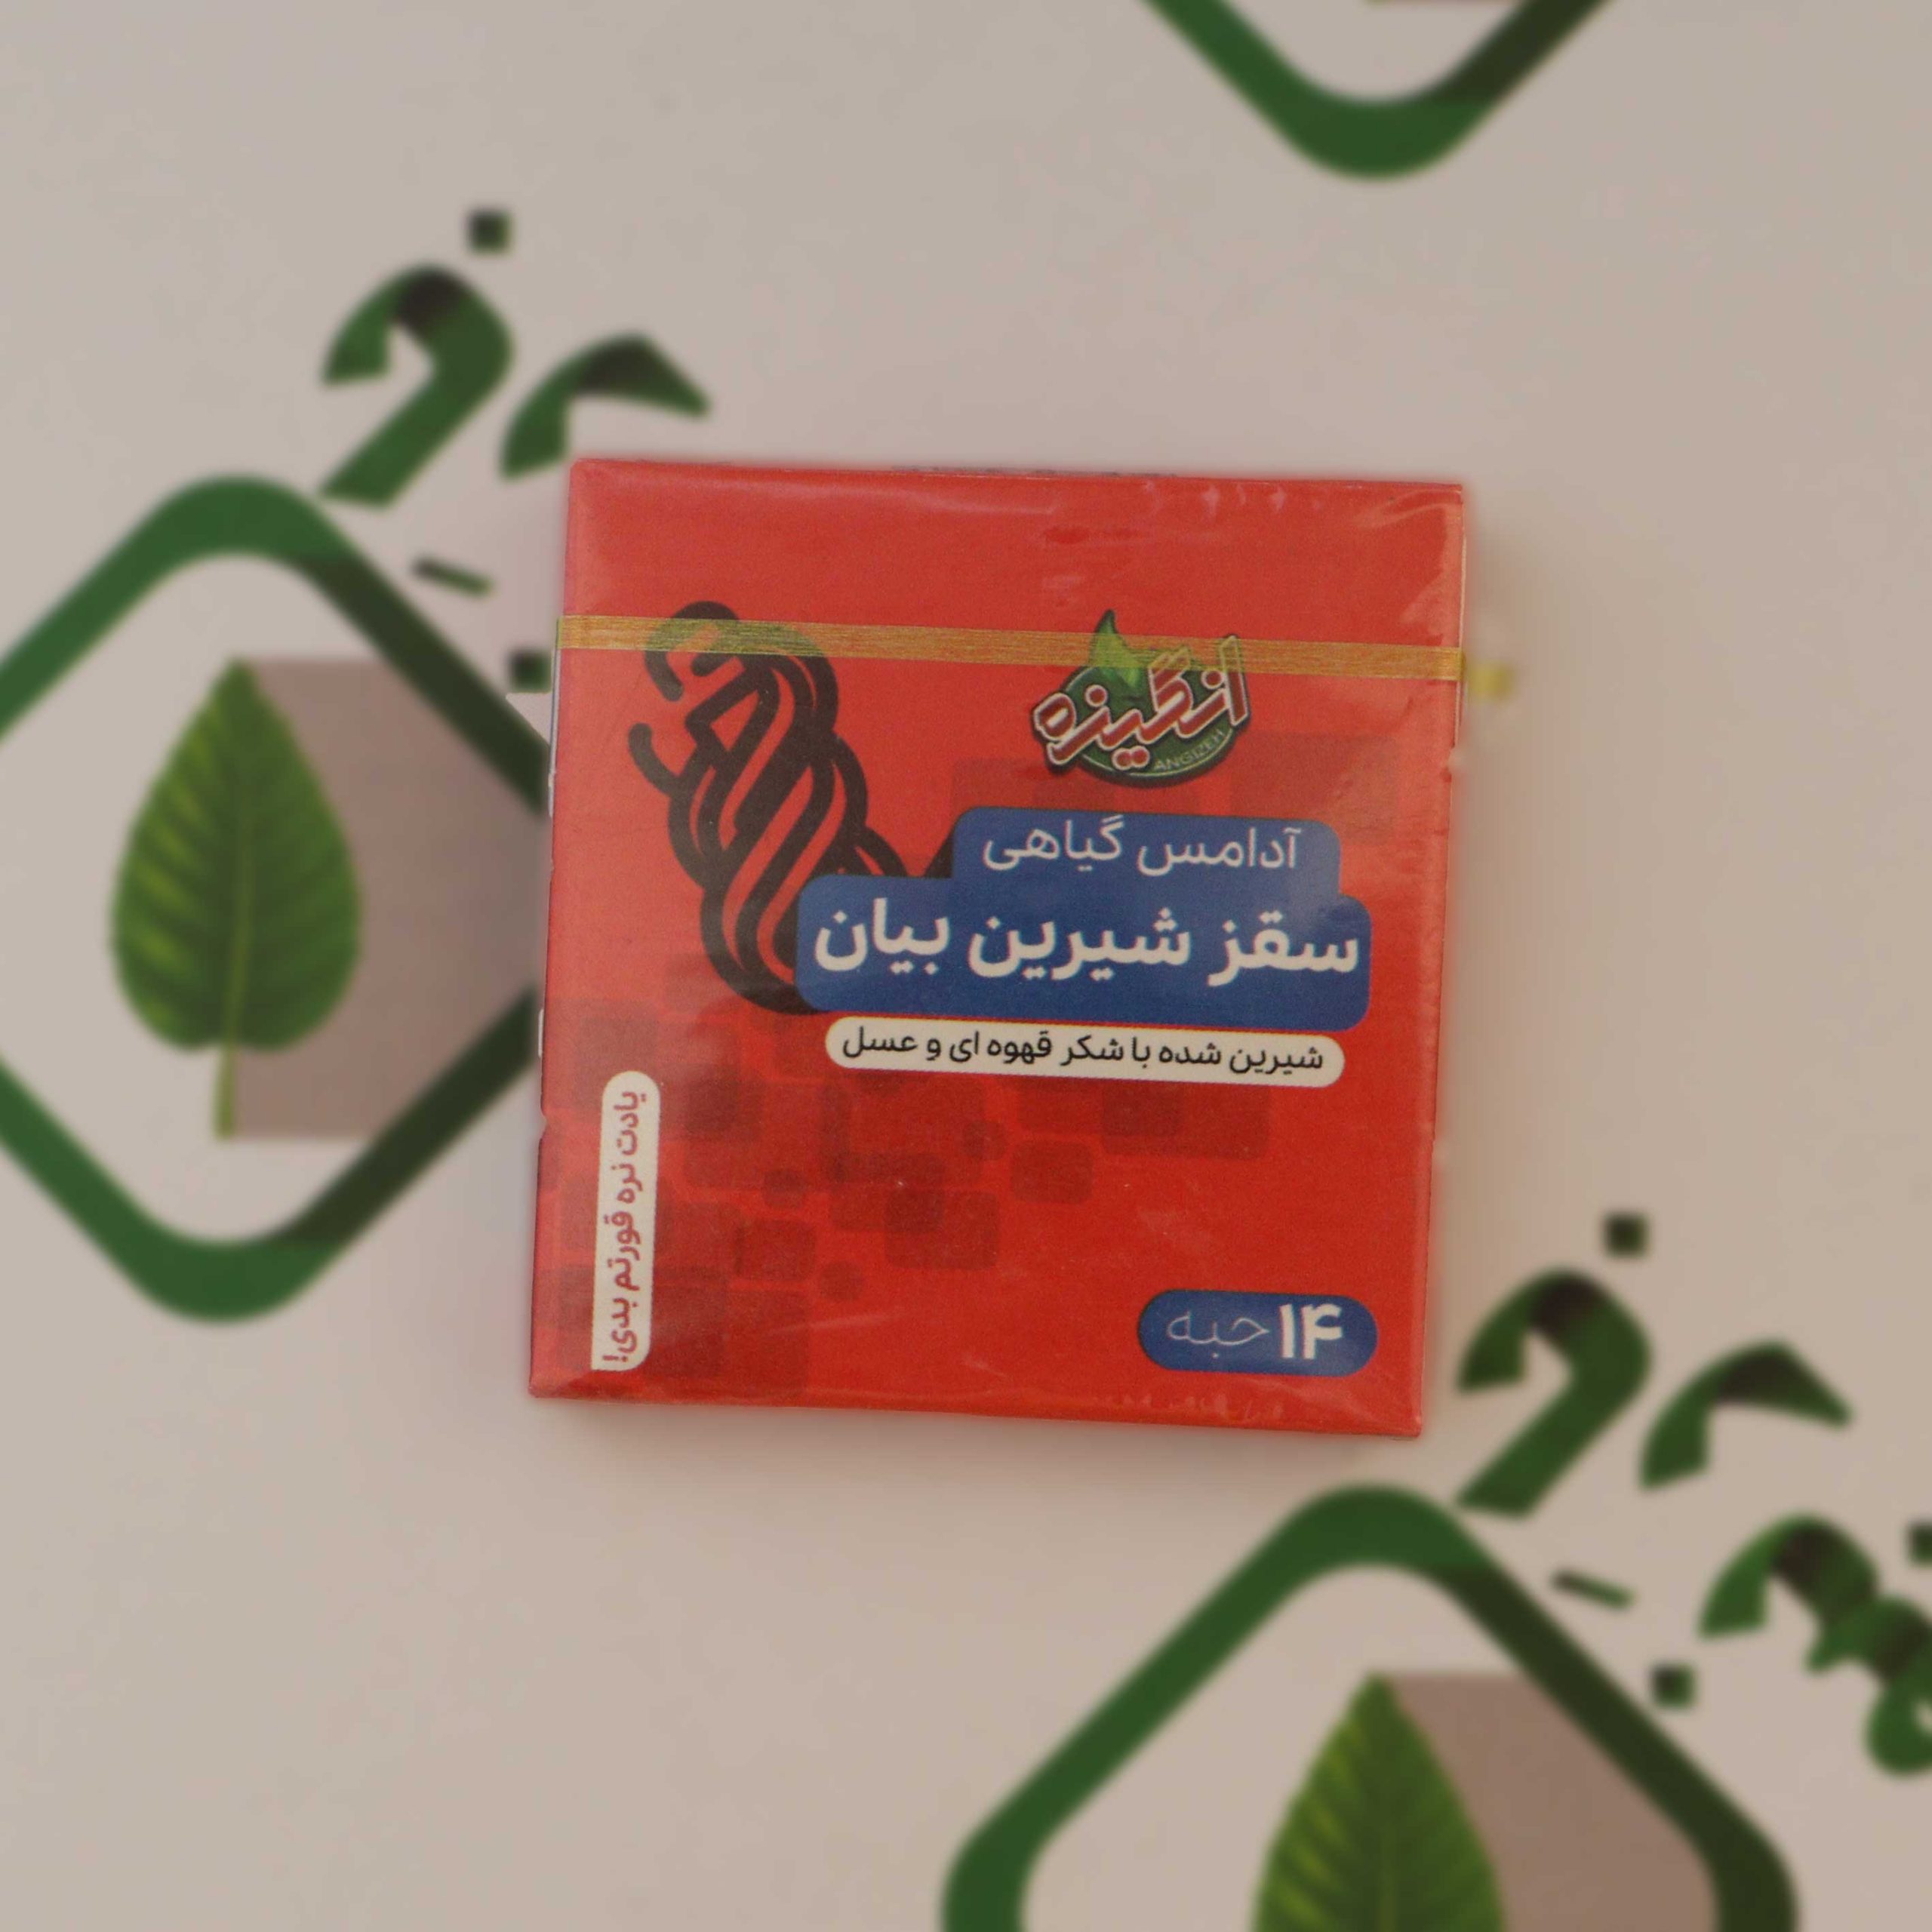 انگیزه
ANGIZEH
آدامس گیاهی
سقز شیرین بیان
شیرین شده با شکر قهوه ای و عسل
یادت نره قورتم بدی!
۱۴ حبه